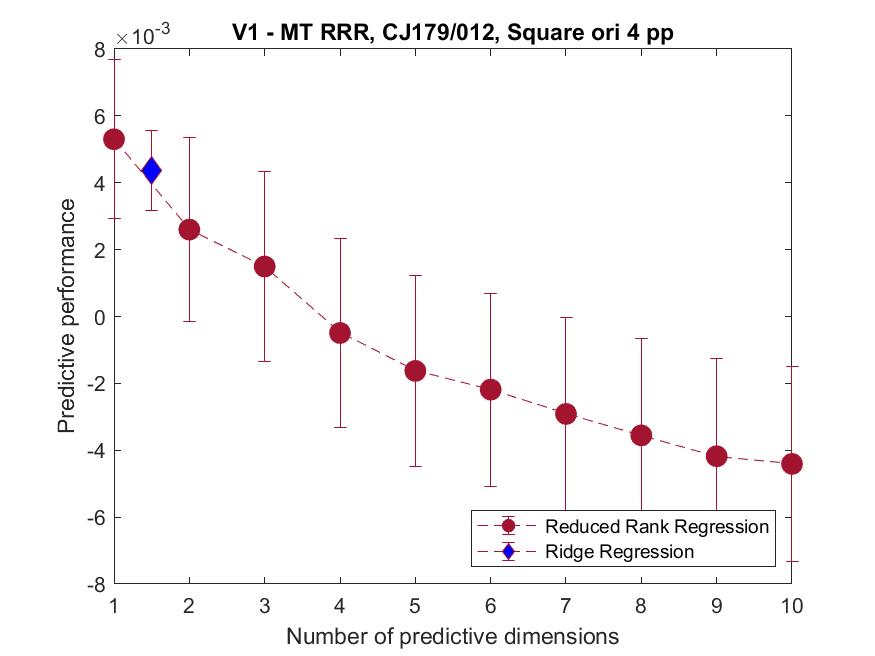 V1 - MT RRR, CJ179/012, Square ori 4 pp
×10⁻³
8
6
4
2
0
-2
-4
-6
-8
Predictive performance
1 2 3 4 5 6 7 8 9 10
Number of predictive dimensions
Reduced Rank Regression
Ridge Regression